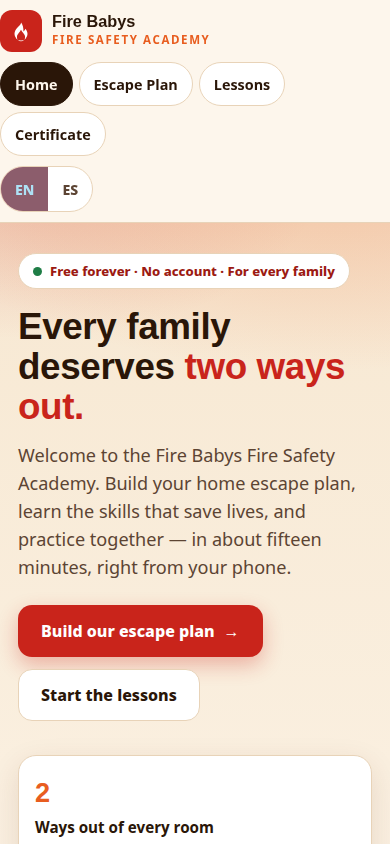 Fire Babys
FIRE SAFETY ACADEMY
Home
Escape Plan
Lessons
Certificate
EN
ES
Free forever · No account · For every family
Every family
deserves two ways
out.
Welcome to the Fire Babys Fire Safety
Academy. Build your home escape plan,
learn the skills that save lives, and
practice together — in about fifteen
minutes, right from your phone.
Build our escape plan →
Start the lessons
2
Ways out of every room